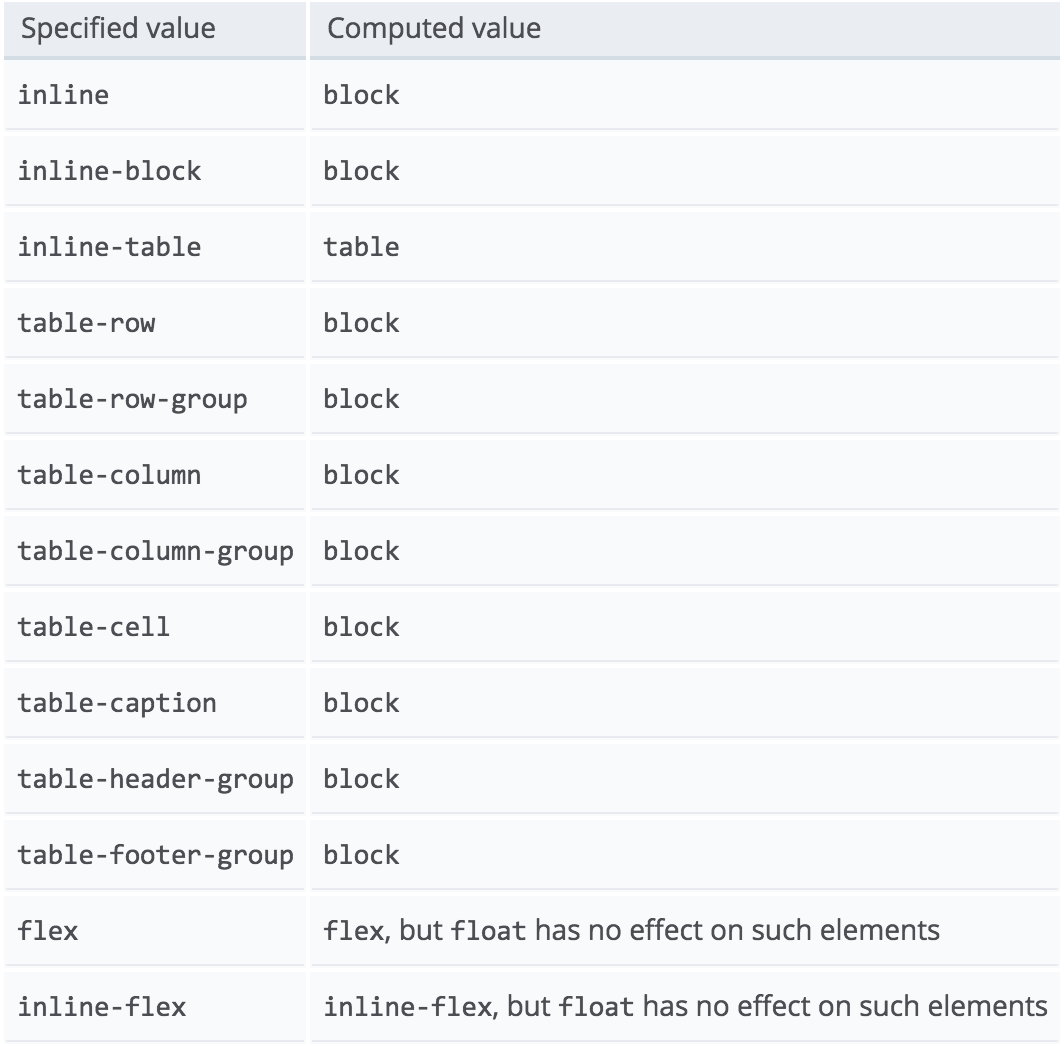 Specified value Computed value
inline block
inline-block block
inline-table table
table-row block
table-row-group block
table-column block
table-column-group block
table-cell block
table-caption block
table-header-group block
table-footer-group block
flex flex, but float has no effect on such elements
inline-flex inline-flex, but float has no effect on such elements